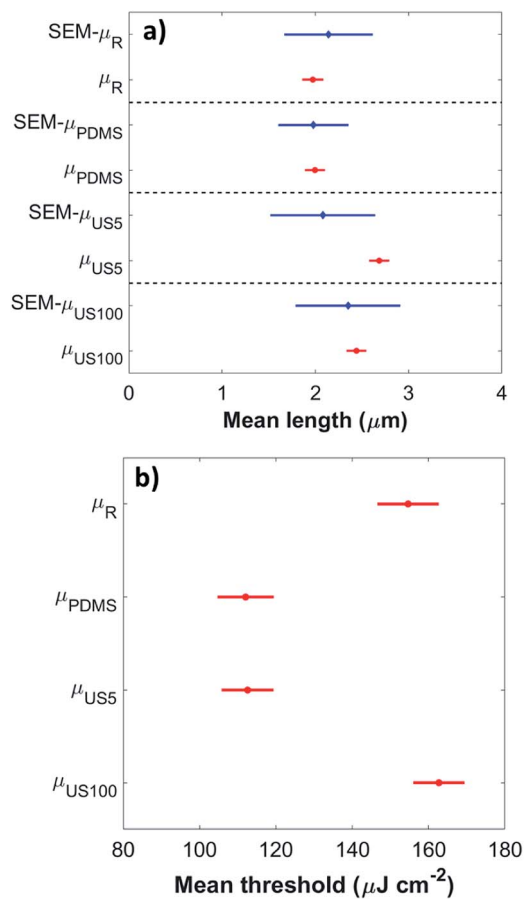 a)
SEM-μR
μR
SEM-μPDMS
μPDMS
SEM-μUS5
μUS5
SEM-μUS100
μUS100
0 1 2 3 4
Mean length (μm)
b)
μR
μPDMS
μUS5
μUS100
80 100 120 140 160 180
Mean threshold (μJ cm-2)